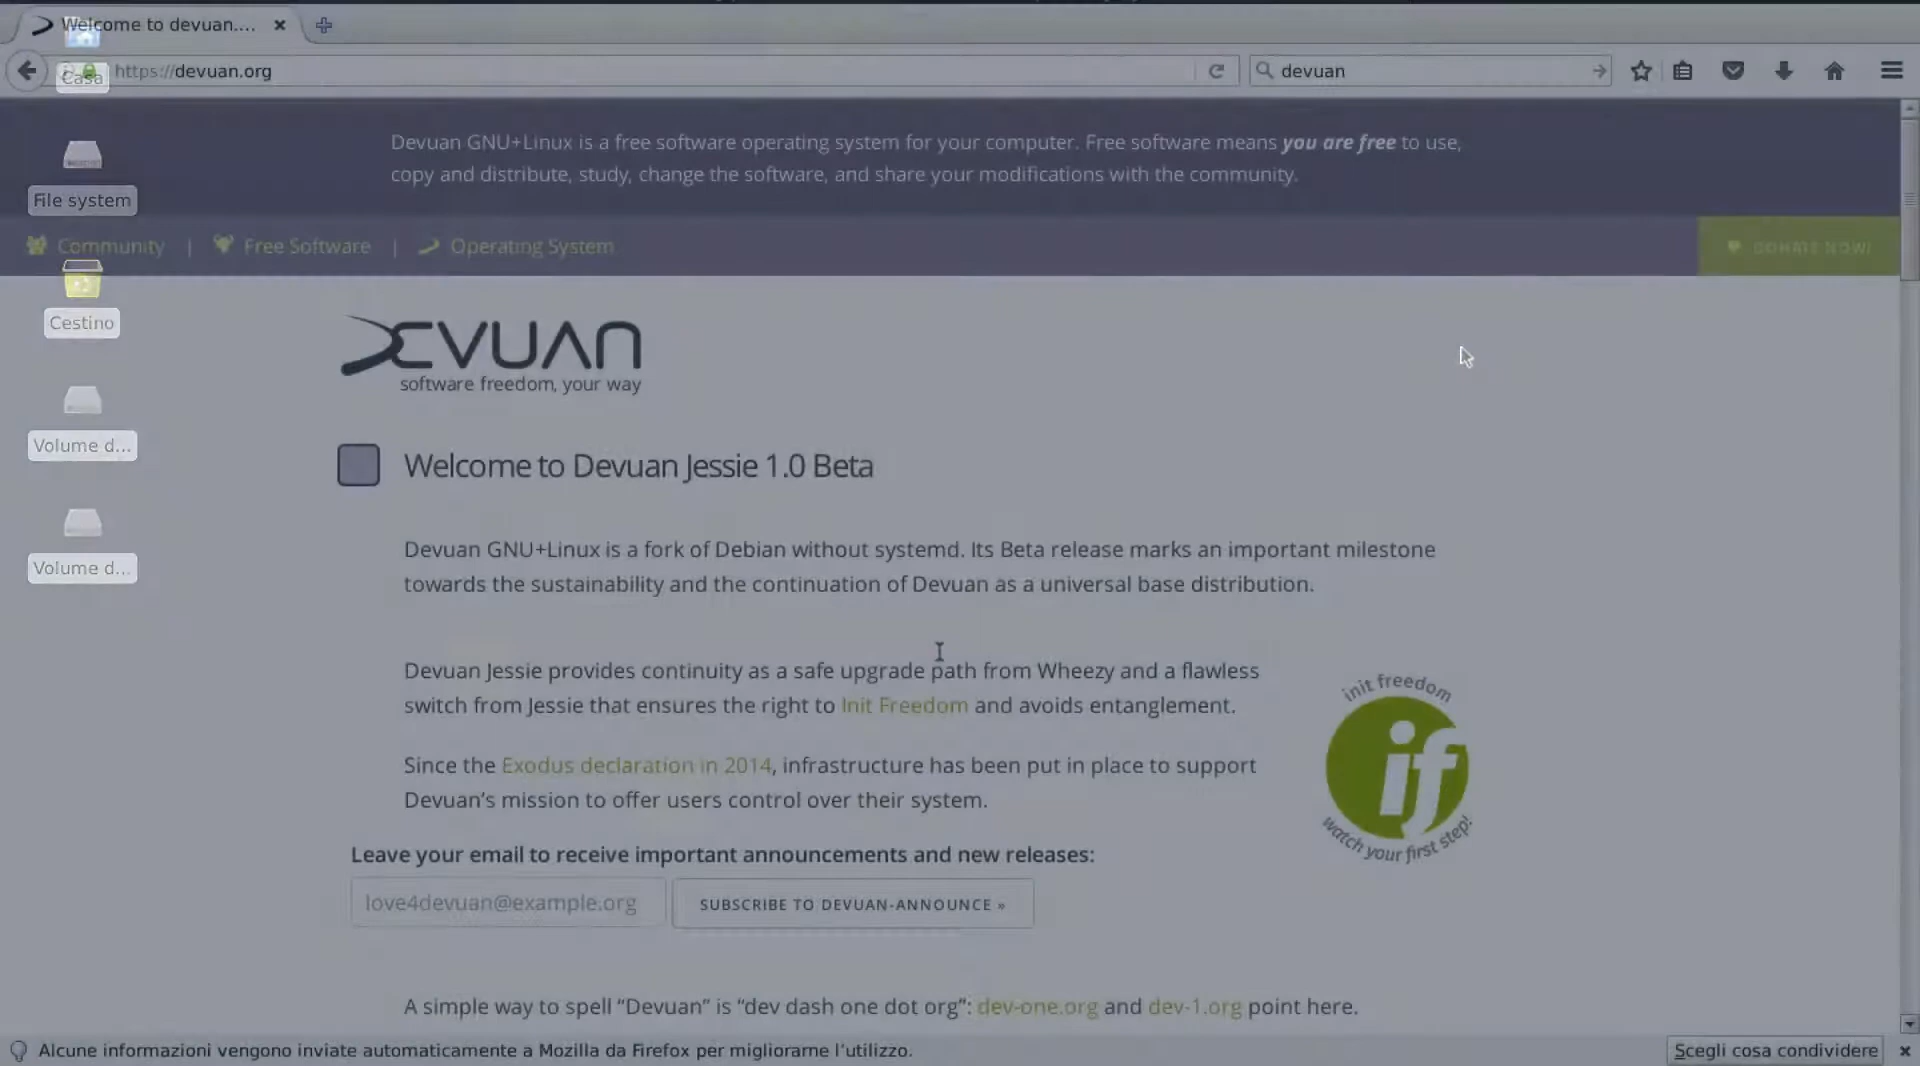 Welcome to devuan....
https://devuan.org
devuan
Casa
File system
Cestino
Volume d...
Volume d...
Devuan GNU+Linux is a free software operating system for your computer. Free software means you are free to use,
copy and distribute, study, change the software, and share your modifications with the community.
Community | Free Software | Operating System
DONATE NOW!
DEVUAN
software freedom, your way
Welcome to Devuan Jessie 1.0 Beta
Devuan GNU+Linux is a fork of Debian without systemd. Its Beta release marks an important milestone
towards the sustainability and the continuation of Devuan as a universal base distribution.
Devuan Jessie provides continuity as a safe upgrade path from Wheezy and a flawless
switch from Jessie that ensures the right to Init Freedom and avoids entanglement.
Since the Exodus declaration in 2014, infrastructure has been put in place to support
Devuan's mission to offer users control over their system.
init freedom
if
watch your first step!
Leave your email to receive important announcements and new releases:
love4devuan@example.org
SUBSCRIBE TO DEVUAN-ANNOUNCE »
A simple way to spell “Devuan” is “dev dash one dot org”: dev-one.org and dev-1.org point here.
Alcune informazioni vengono inviate automaticamente a Mozilla da Firefox per migliorarne l'utilizzo.
Scegli cosa condividere